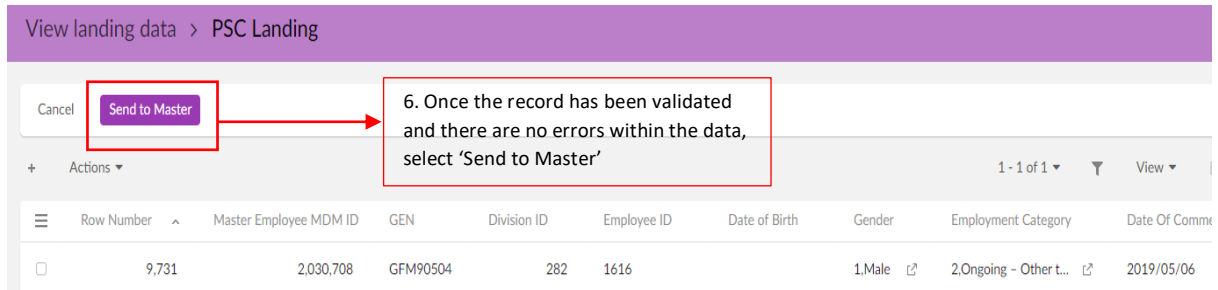 View landing data > PSC Landing
Cancel Send to Master
6. Once the record has been validated
and there are no errors within the data,
select ‘Send to Master’
+ Actions 1 - 1 of 1 View
Row Number Master Employee MDM ID GEN Division ID Employee ID Date of Birth Gender Employment Category Date Of Comme
9,731 2,030,708 GFM90504 282 1616 1,Male 2,Ongoing – Other t... 2019/05/06